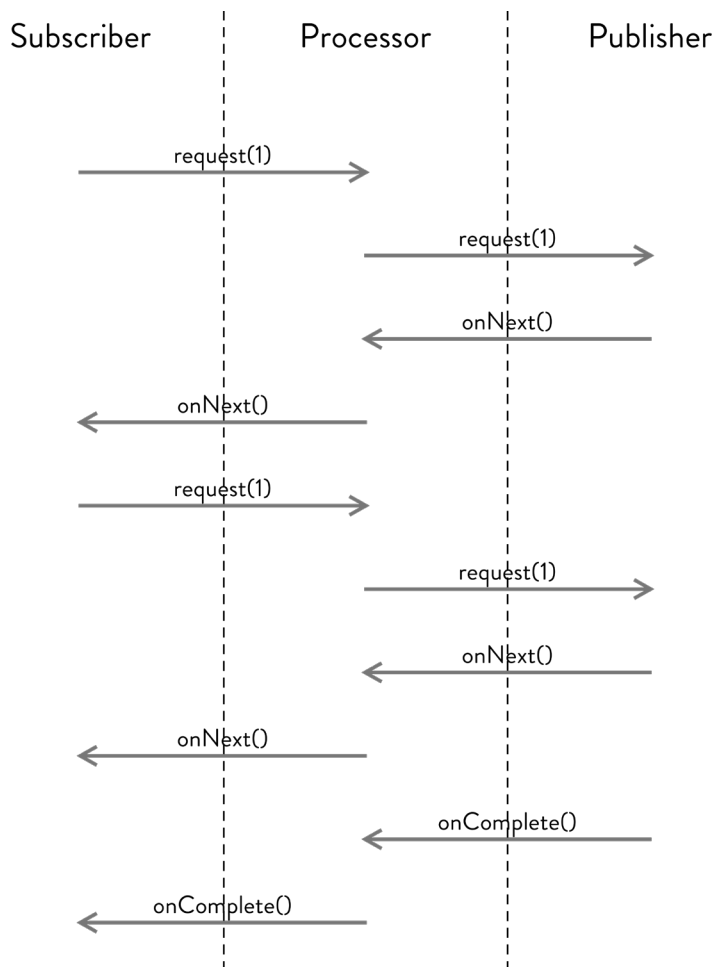 Subscriber Processor Publisher
request(1)
request(1)
onNext()
onNext()
request(1)
request(1)
onNext()
onNext()
onComplete()
onComplete()